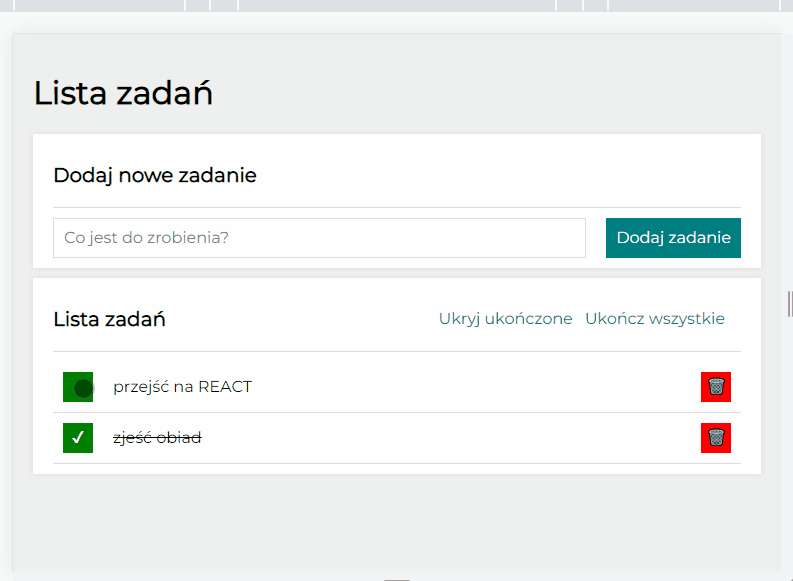 Lista zadań
Dodaj nowe zadanie
Co jest do zrobienia?
Dodaj zadanie
Lista zadań
Ukryj ukończone
Ukończ wszystkie
przejść na REACT
✓
zjeść obiad